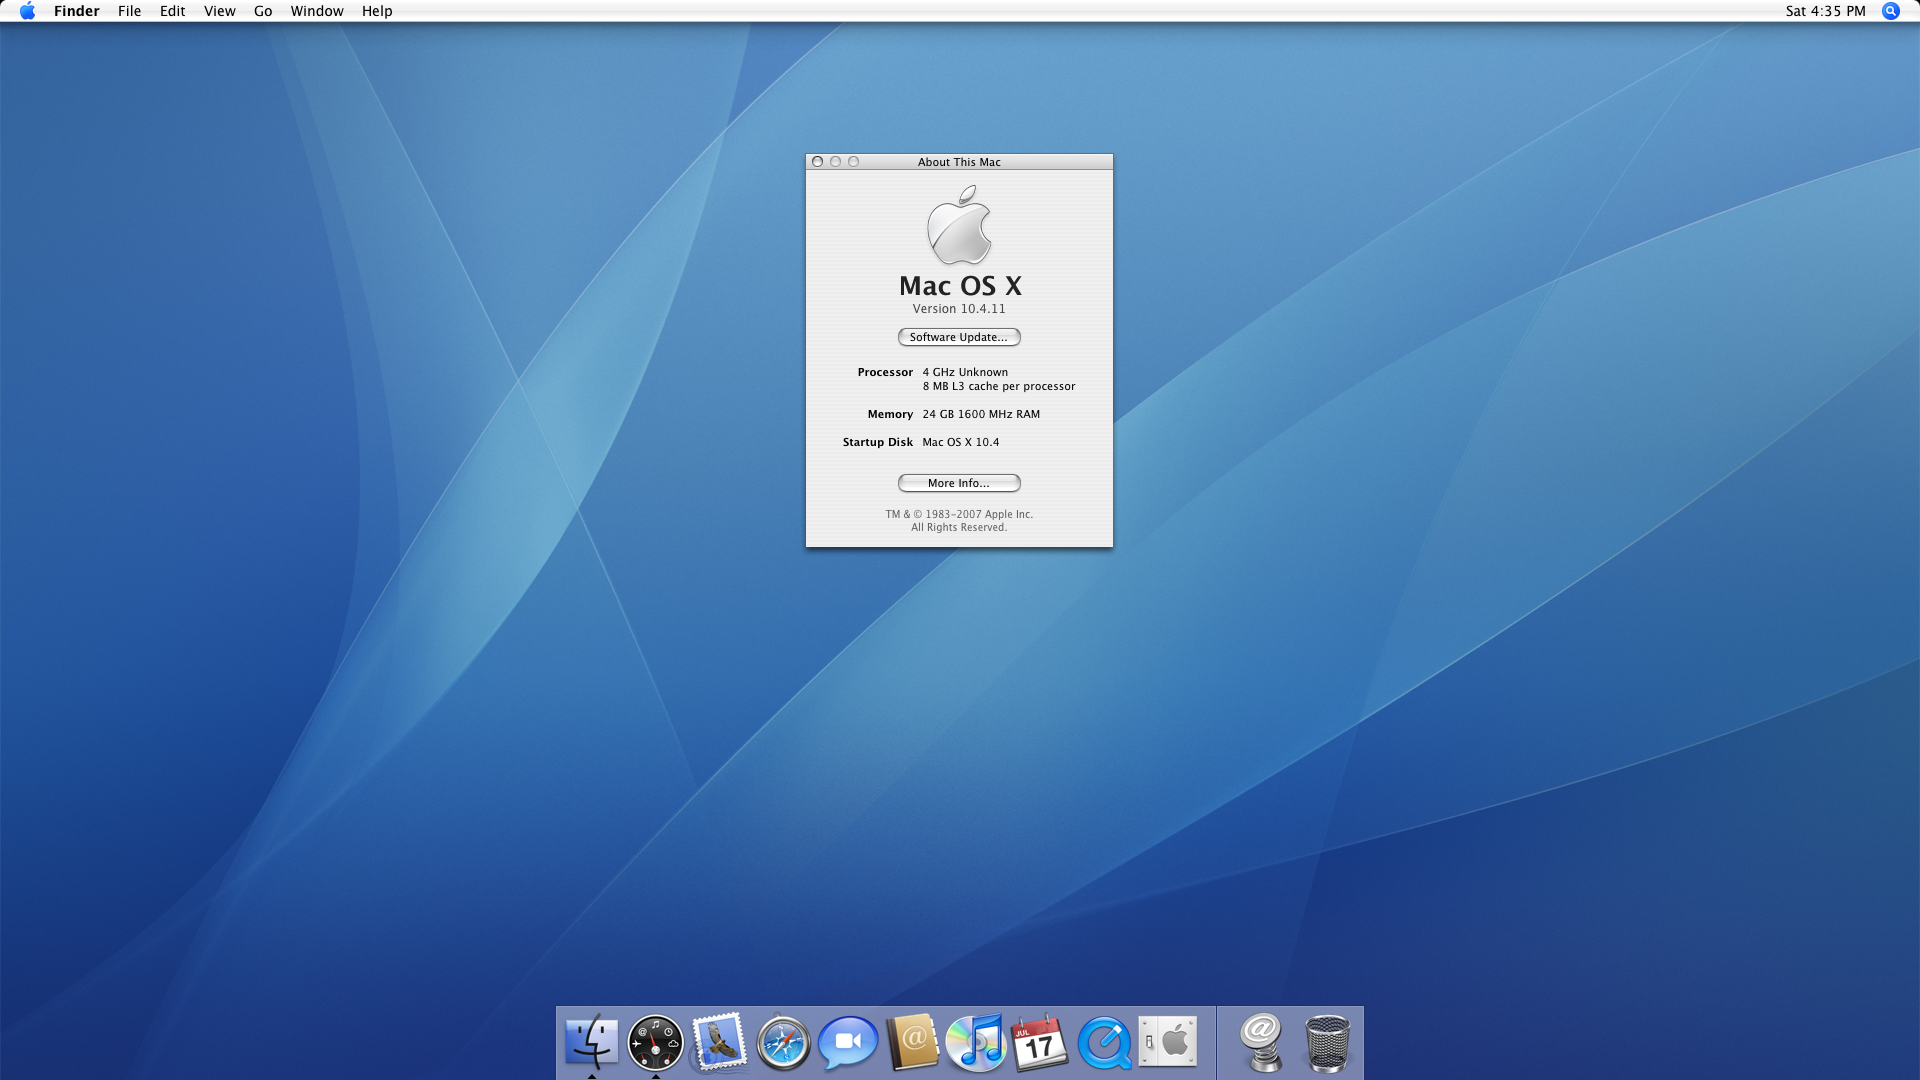 Finder File Edit View Go Window Help Sat 4:35 PM
About This Mac
Mac OS X
Version 10.4.11
Software Update...
Processor 4 GHz Unknown
8 MB L3 cache per processor
Memory 24 GB 1600 MHz RAM
Startup Disk Mac OS X 10.4
More Info...
TM & © 1983-2007 Apple Inc.
All Rights Reserved.
JUL
17